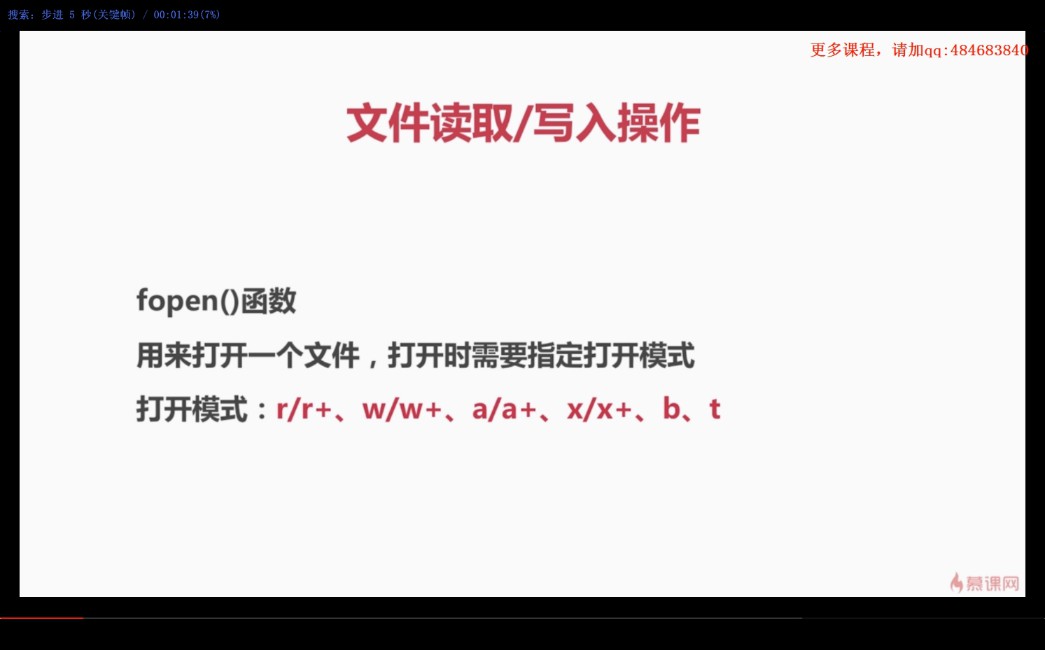 搜索: 步进 5 秒(关键帧) / 00:01:39(7%)
更多课程，请加qq:484683840
文件读取/写入操作
fopen()函数
用来打开一个文件，打开时需要指定打开模式
打开模式：r/r+、w/w+、a/a+、x/x+、b、t
慕课网